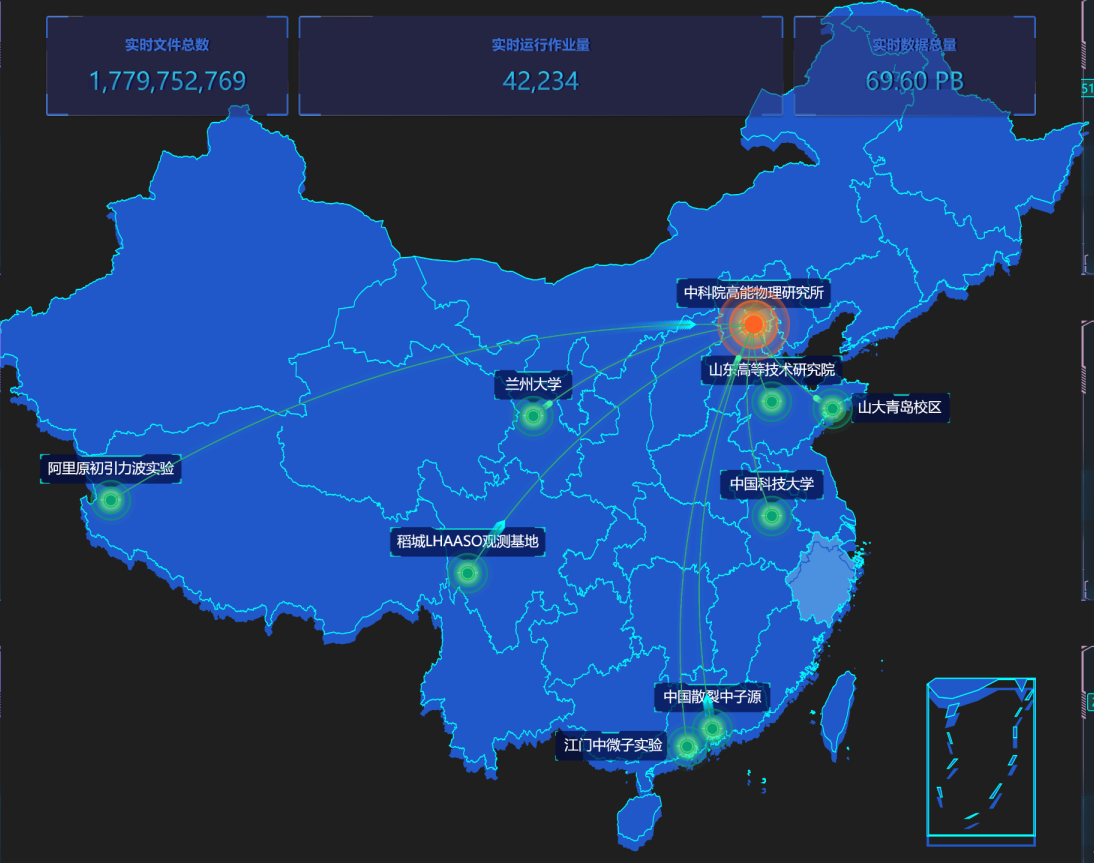 实时文件总数
1,779,752,769
实时运行作业量
42,234
实时数据总量
69.60 PB
51
中科院高能物理研究所
山东高等技术研究院
兰州大学
山大青岛校区
阿里原初引力波实验
中国科技大学
稻城LHAASO观测基地
中国散裂中子源
江门中微子实验